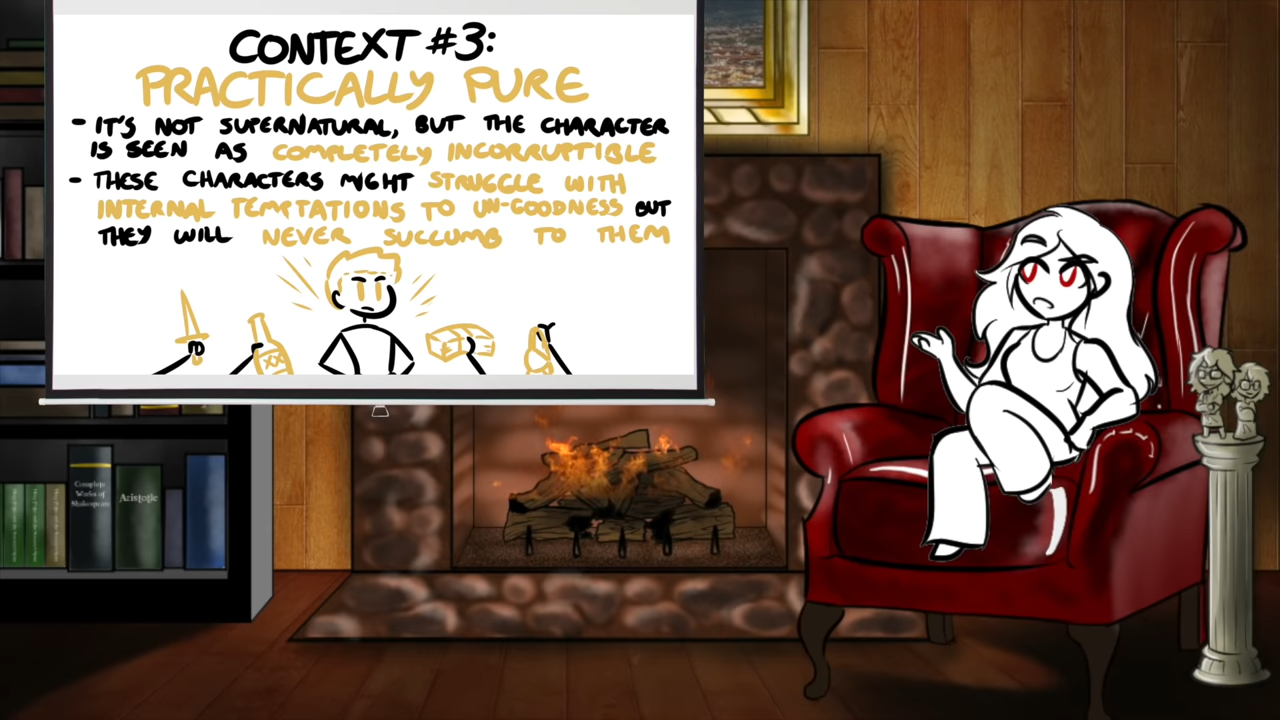 CONTEXT #3:
PRACTICALLY PURE
- IT'S NOT SUPERNATURAL, BUT THE CHARACTER
IS SEEN AS COMPLETELY INCORRUPTIBLE
- THESE CHARACTERS MIGHT STRUGGLE WITH
INTERNAL TEMPTATIONS TO UN-GOODNESS BUT
THEY WILL NEVER SUCCUMB TO THEM
XX
Complete
Works of
Shakespeare
Aristotle